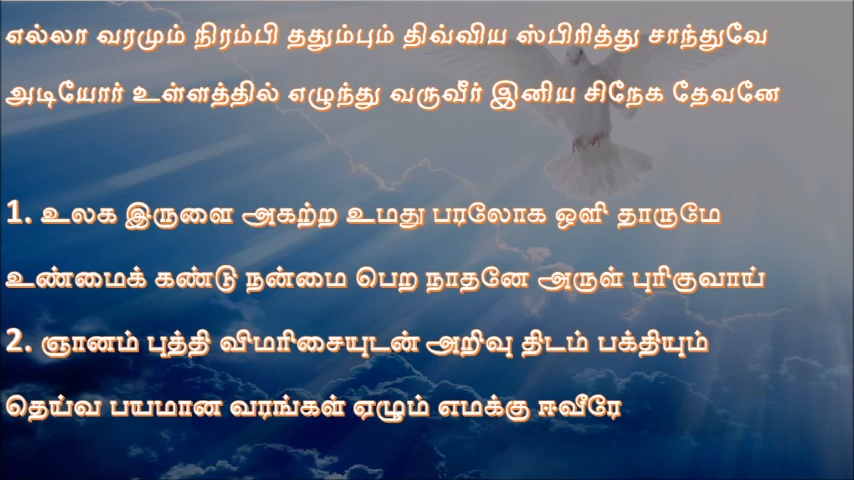 எல்லா வரமும் நிரம்பி ததும்பும் திவ்விய ஸ்பிரித்து சாந்துவே
அடியோர் உள்ளத்தில் எழுந்து வருவீர் இனிய சிநேக தேவனே
1. உலக இருளை அகற்ற உமது பரலோக ஒளி தாருமே
உண்மைக் கண்டு நன்மை பெற நாதனே அருள் புரிகுவாய்
2. ஞானம் புத்தி விமரிசையுடன் அறிவு திடம் பக்தியும்
தெய்வ பயமான வரங்கள் ஏழும் எமக்கு ஈவீரே